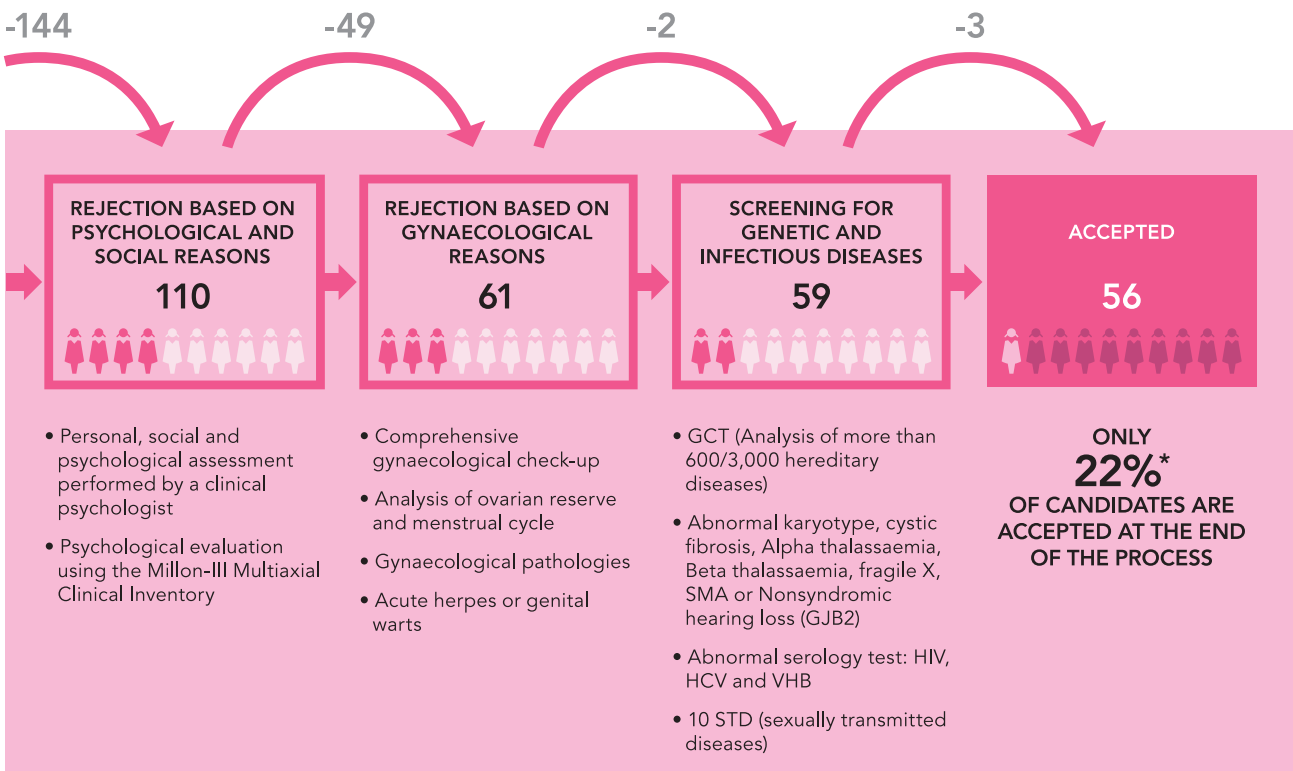 -144
-49
-2
-3
REJECTION BASED ON
PSYCHOLOGICAL AND
SOCIAL REASONS
110
REJECTION BASED ON
GYNAECOLOGICAL
REASONS
61
SCREENING FOR
GENETIC AND
INFECTIOUS DISEASES
59
ACCEPTED
56
• Personal, social and
psychological assessment
performed by a clinical
psychologist
• Psychological evaluation
using the Millon-III Multiaxial
Clinical Inventory
• Comprehensive
gynaecological check-up
• Analysis of ovarian reserve
and menstrual cycle
• Gynaecological pathologies
• Acute herpes or genital
warts
• GCT (Analysis of more than
600/3,000 hereditary
diseases)
• Abnormal karyotype, cystic
fibrosis, Alpha thalassaemia,
Beta thalassaemia, fragile X,
SMA or Nonsyndromic
hearing loss (GJB2)
• Abnormal serology test: HIV,
HCV and VHB
• 10 STD (sexually transmitted
diseases)
ONLY
22%*
OF CANDIDATES ARE
ACCEPTED AT THE END
OF THE PROCESS